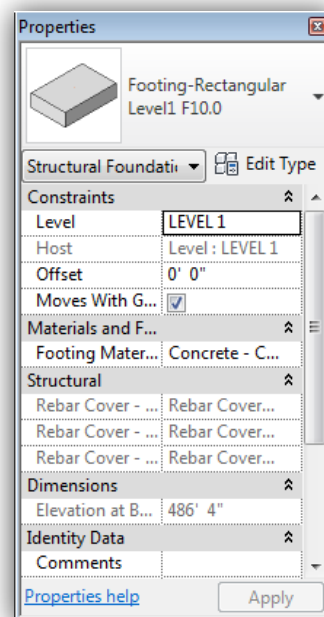 Properties
Footing-Rectangular
Level1 F10.0
Structural Foundati Edit Type
Constraints
Level LEVEL 1
Host Level : LEVEL 1
Offset 0' 0"
Moves With G...
Materials and F...
Footing Mater... Concrete - C...
Structural
Rebar Cover - ... Rebar Cover...
Rebar Cover - ... Rebar Cover...
Rebar Cover - ... Rebar Cover...
Dimensions
Elevation at B... 486' 4"
Identity Data
Comments
Properties help Apply